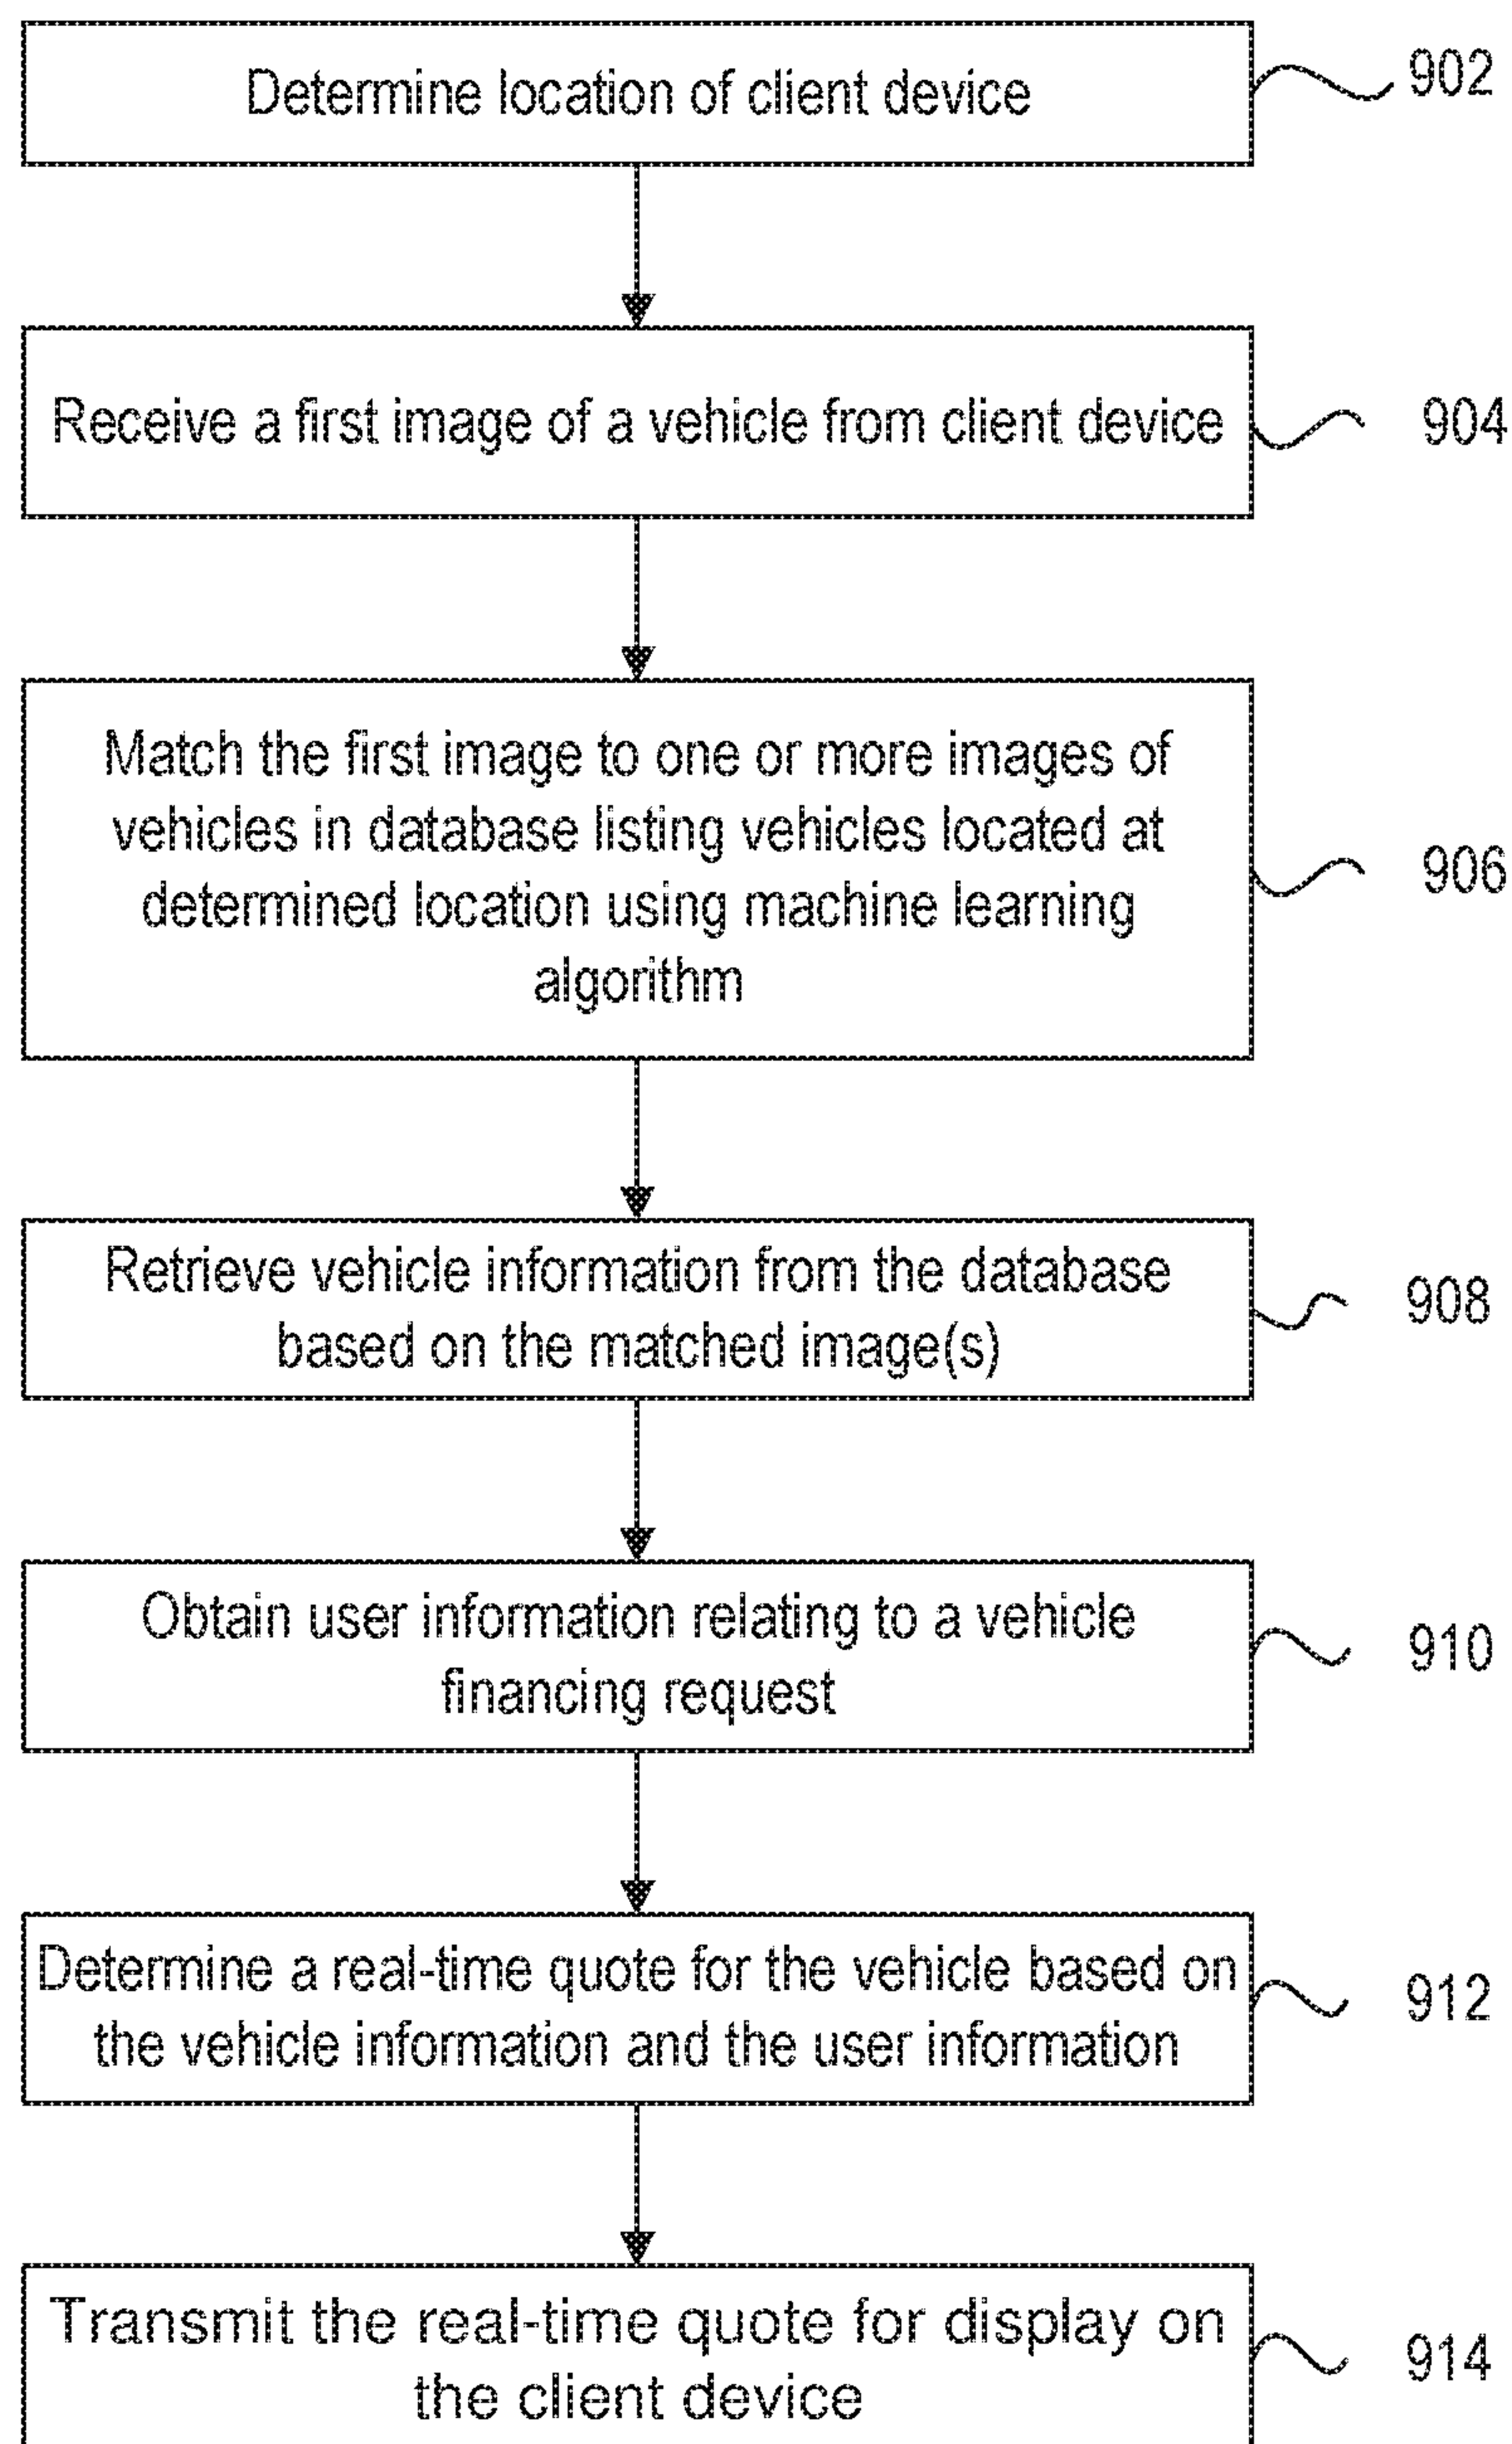 Determine location of client device
902
Receive a first image of a vehicle from client device
904
Match the first image to one or more images of
vehicles in database listing vehicles located at
determined location using machine learning
algorithm
906
Retrieve vehicle information from the database
based on the matched image(s)
908
Obtain user information relating to a vehicle
financing request
910
Determine a real-time quote for the vehicle based on
the vehicle information and the user information
912
Transmit the real-time quote for display on
the client device
914